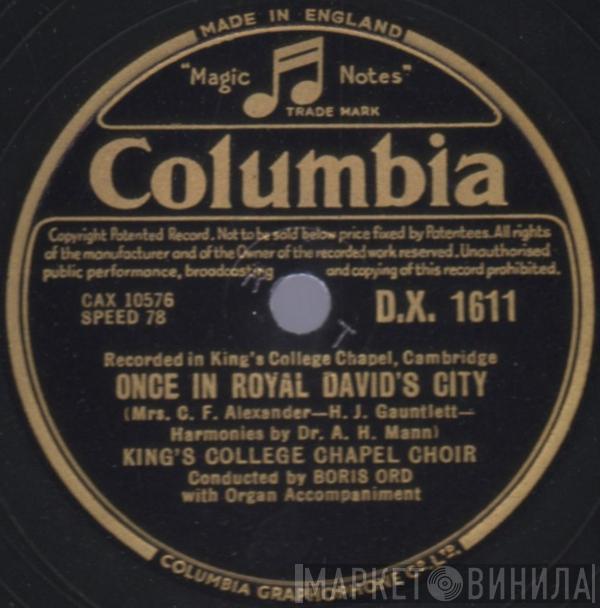 MADE IN ENGLAND
"Magic Notes"
TRADE MARK
Columbia
Copyright Patented Record. Not to be sold below price fixed by Patentees. All rights
of the manufacturer and of the Owner of the recorded work reserved. Unauthorised
public performance, broadcasting and copying of this record prohibited.
CAX 10576
SPEED 78
D.X. 1611
R
T
Recorded in King's College Chapel, Cambridge
ONCE IN ROYAL DAVID'S CITY
(Mrs. C. F. Alexander—H. J. Gauntlett—
Harmonies by Dr. A. H. Mann)
KING'S COLLEGE CHAPEL CHOIR
Conducted by BORIS ORD
with Organ Accompaniment
COLUMBIA GRAPHOPHONE CO. LTD.
МАРКЕТ ВИНИЛА